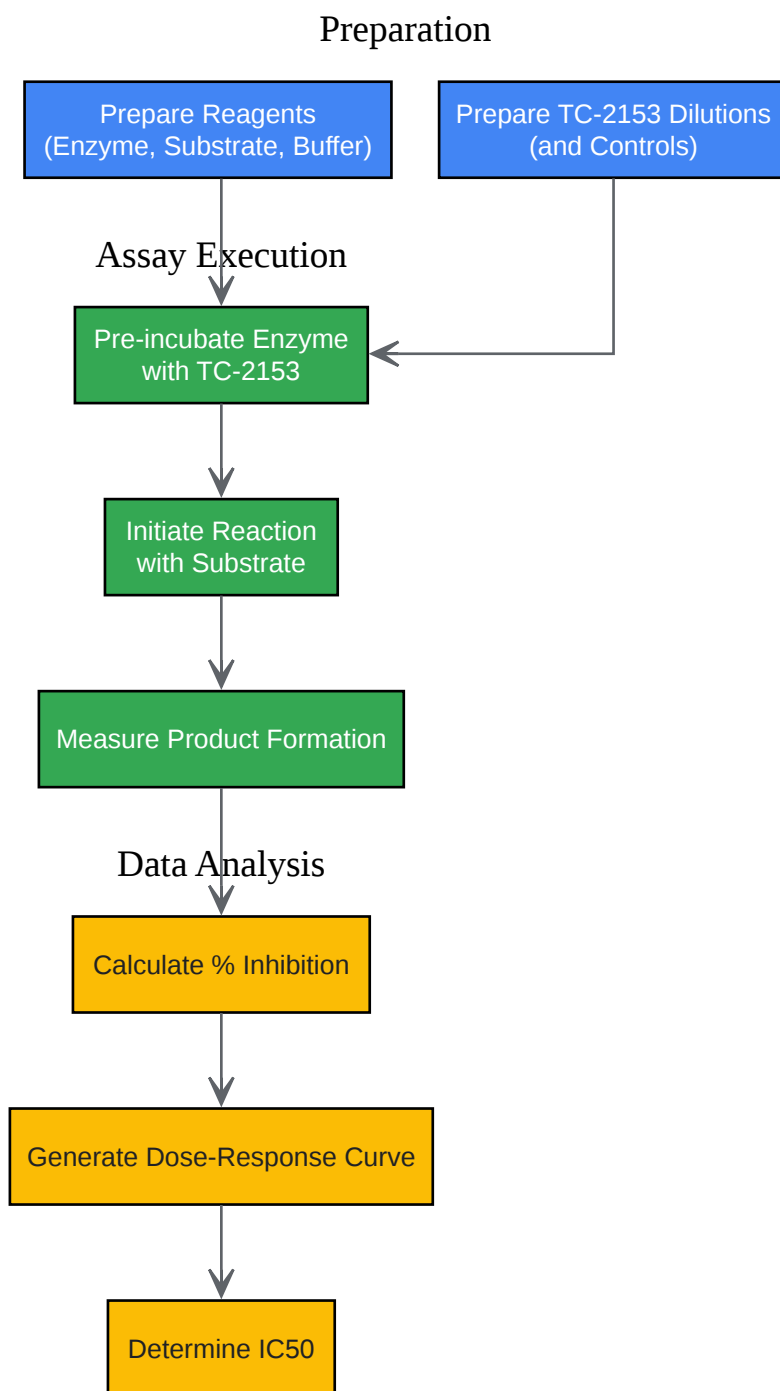 Preparation
Prepare Reagents
(Enzyme, Substrate, Buffer)
Prepare TC-2153 Dilutions
(and Controls)
Assay Execution
Pre-incubate Enzyme
with TC-2153
Initiate Reaction
with Substrate
Measure Product Formation
Data Analysis
Calculate % Inhibition
Generate Dose-Response Curve
Determine IC50